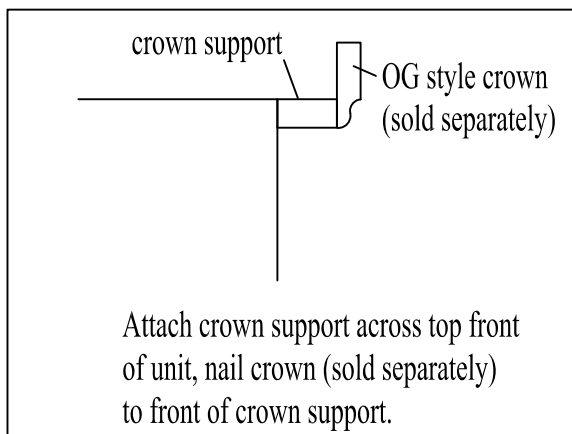 crown support
OG style crown
(sold separately)
Attach crown support across top front
of unit, nail crown (sold separately)
to front of crown support.